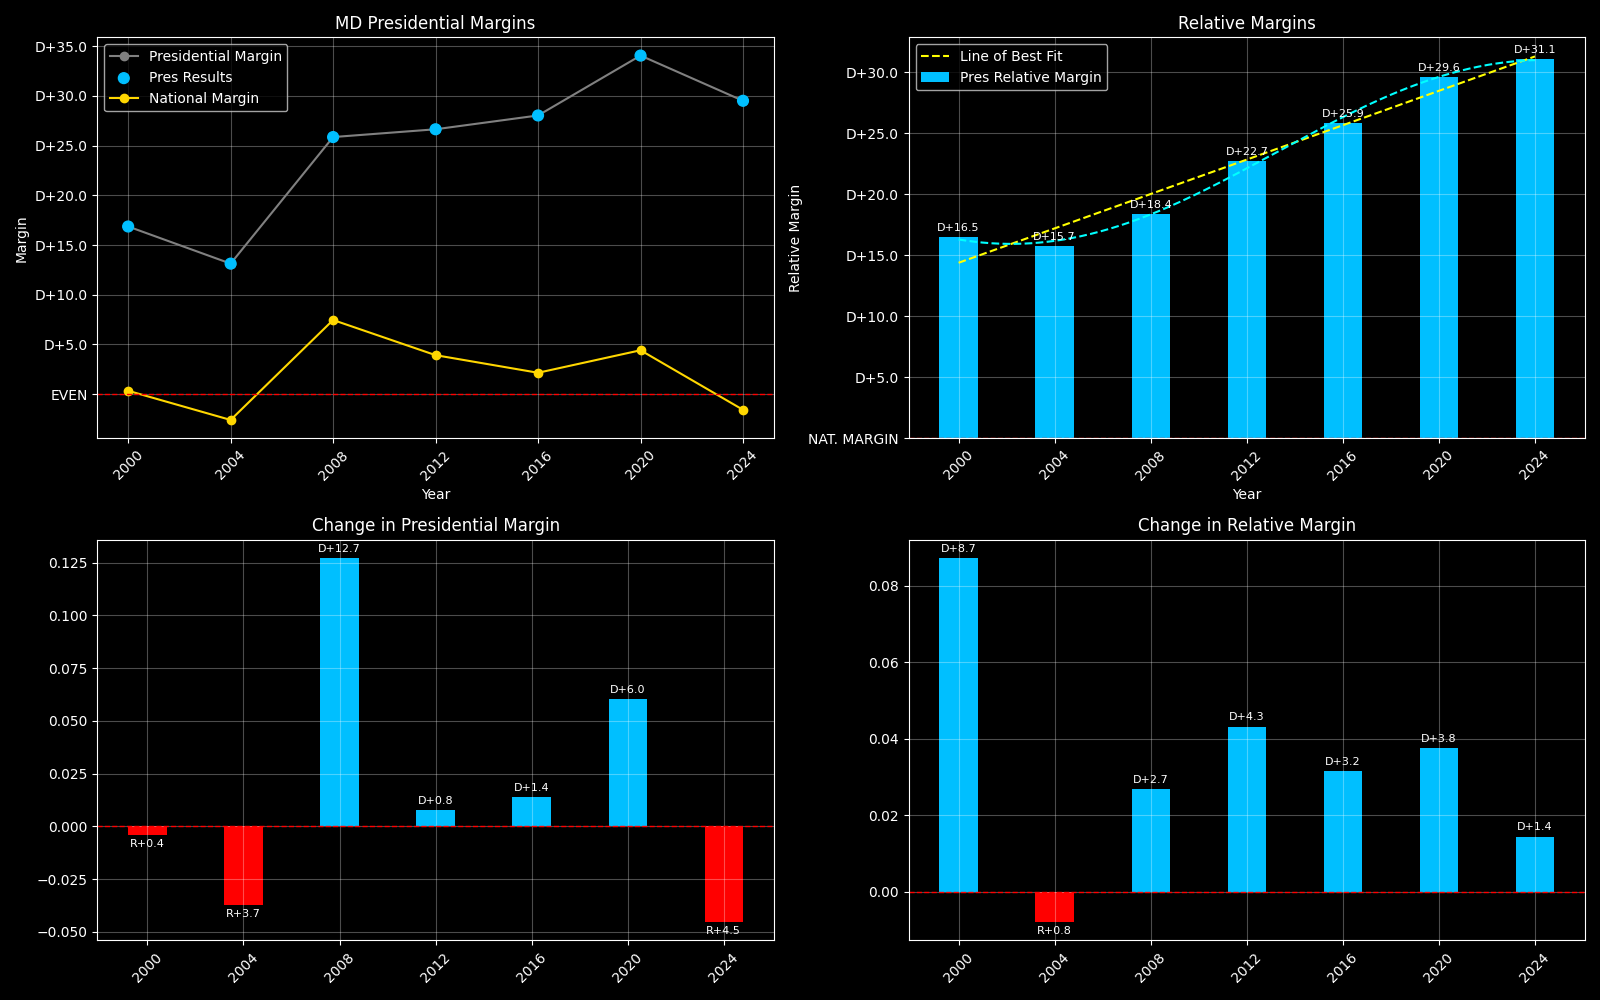 MD Presidential Margins
Presidential Margin
Pres Results
National Margin
D+35.0
D+30.0
D+25.0
D+20.0
D+15.0
D+10.0
D+5.0
EVEN
Margin
2000
2004
2008
2012
2016
2020
2024
Year
Relative Margins
Line of Best Fit
Pres Relative Margin
D+30.0
D+25.0
D+20.0
D+15.0
D+10.0
D+5.0
NAT. MARGIN
Relative Margin
D+16.5
D+15.7
D+18.4
D+22.7
D+25.9
D+29.6
D+31.1
2000
2004
2008
2012
2016
2020
2024
Year
Change in Presidential Margin
0.125
0.100
0.075
0.050
0.025
0.000
−0.025
−0.050
R+0.4
R+3.7
D+12.7
D+0.8
D+1.4
D+6.0
R+4.5
2000
2004
2008
2012
2016
2020
2024
Change in Relative Margin
0.08
0.06
0.04
0.02
0.00
D+8.7
R+0.8
D+2.7
D+4.3
D+3.2
D+3.8
D+1.4
2000
2004
2008
2012
2016
2020
2024